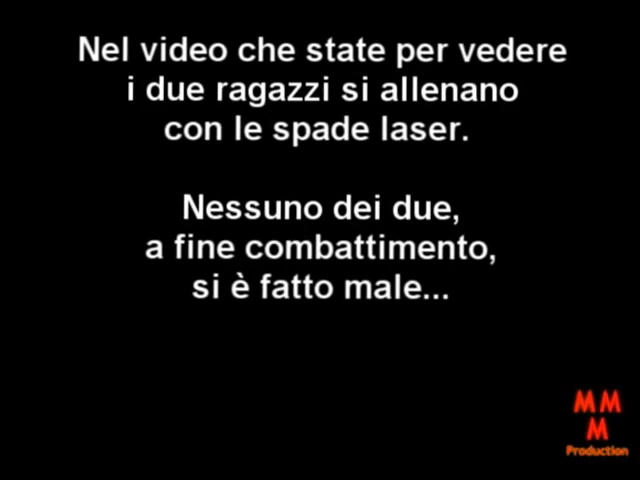 Nel video che state per vedere
i due ragazzi si allenano
con le spade laser.
Nessuno dei due,
a fine combattimento,
si è fatto male...
MM
M
Production